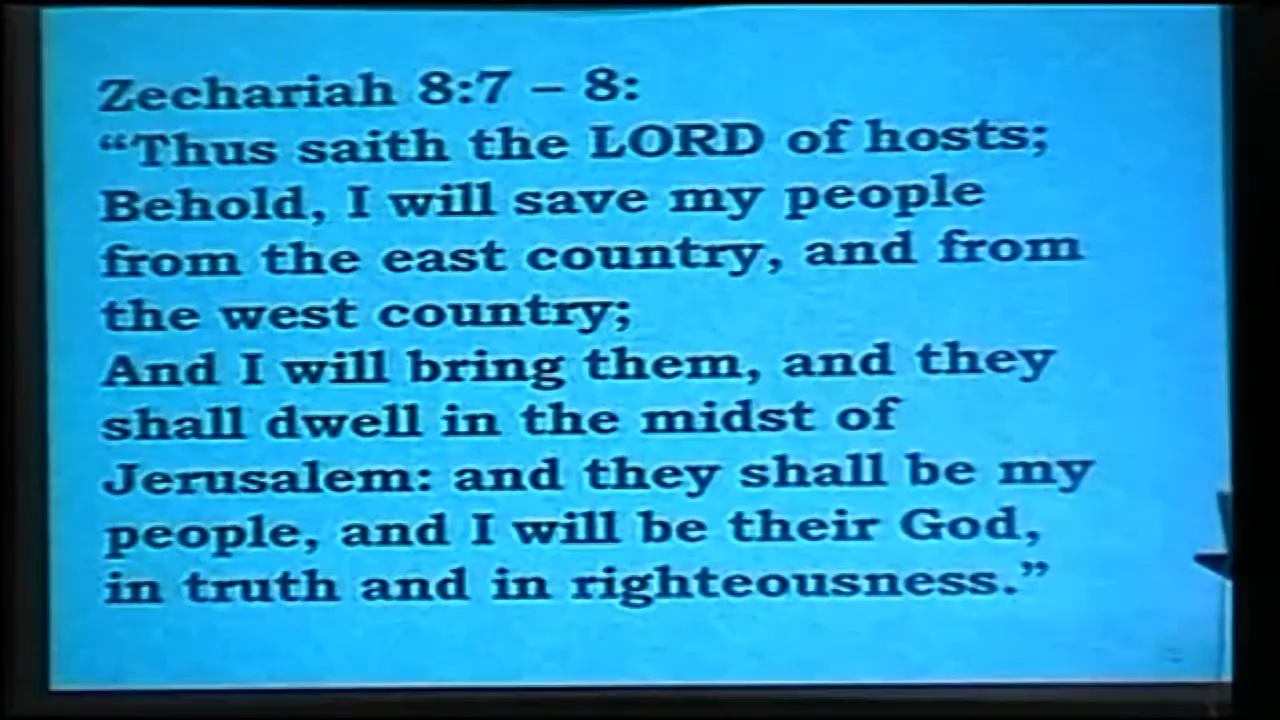 Zechariah 8:7 – 8:
“Thus saith the LORD of hosts;
Behold, I will save my people
from the east country, and from
the west country;
And I will bring them, and they
shall dwell in the midst of
Jerusalem: and they shall be my
people, and I will be their God,
in truth and in righteousness.”